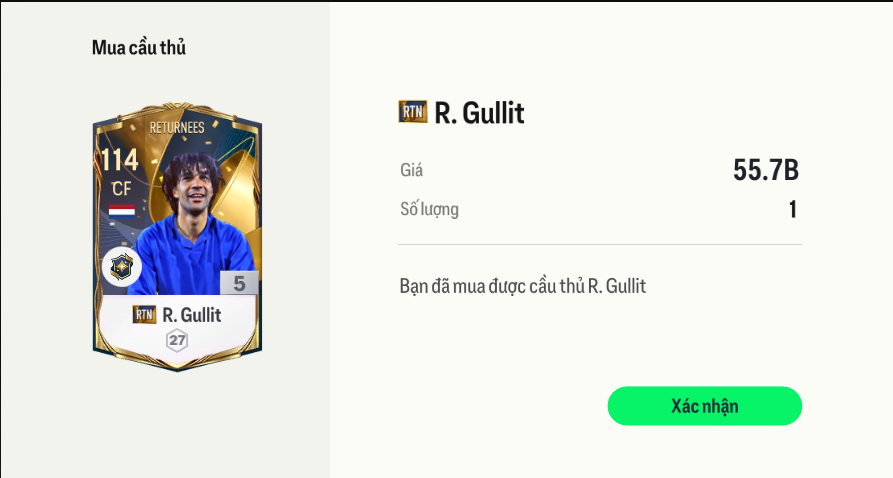 Mua cầu thủ
RETURNEES
114
CF
5
RTN R. Gullit
27
RTN R. Gullit
Giá 55.7B
Số lượng 1
Bạn đã mua được cầu thủ R. Gullit
Xác nhận